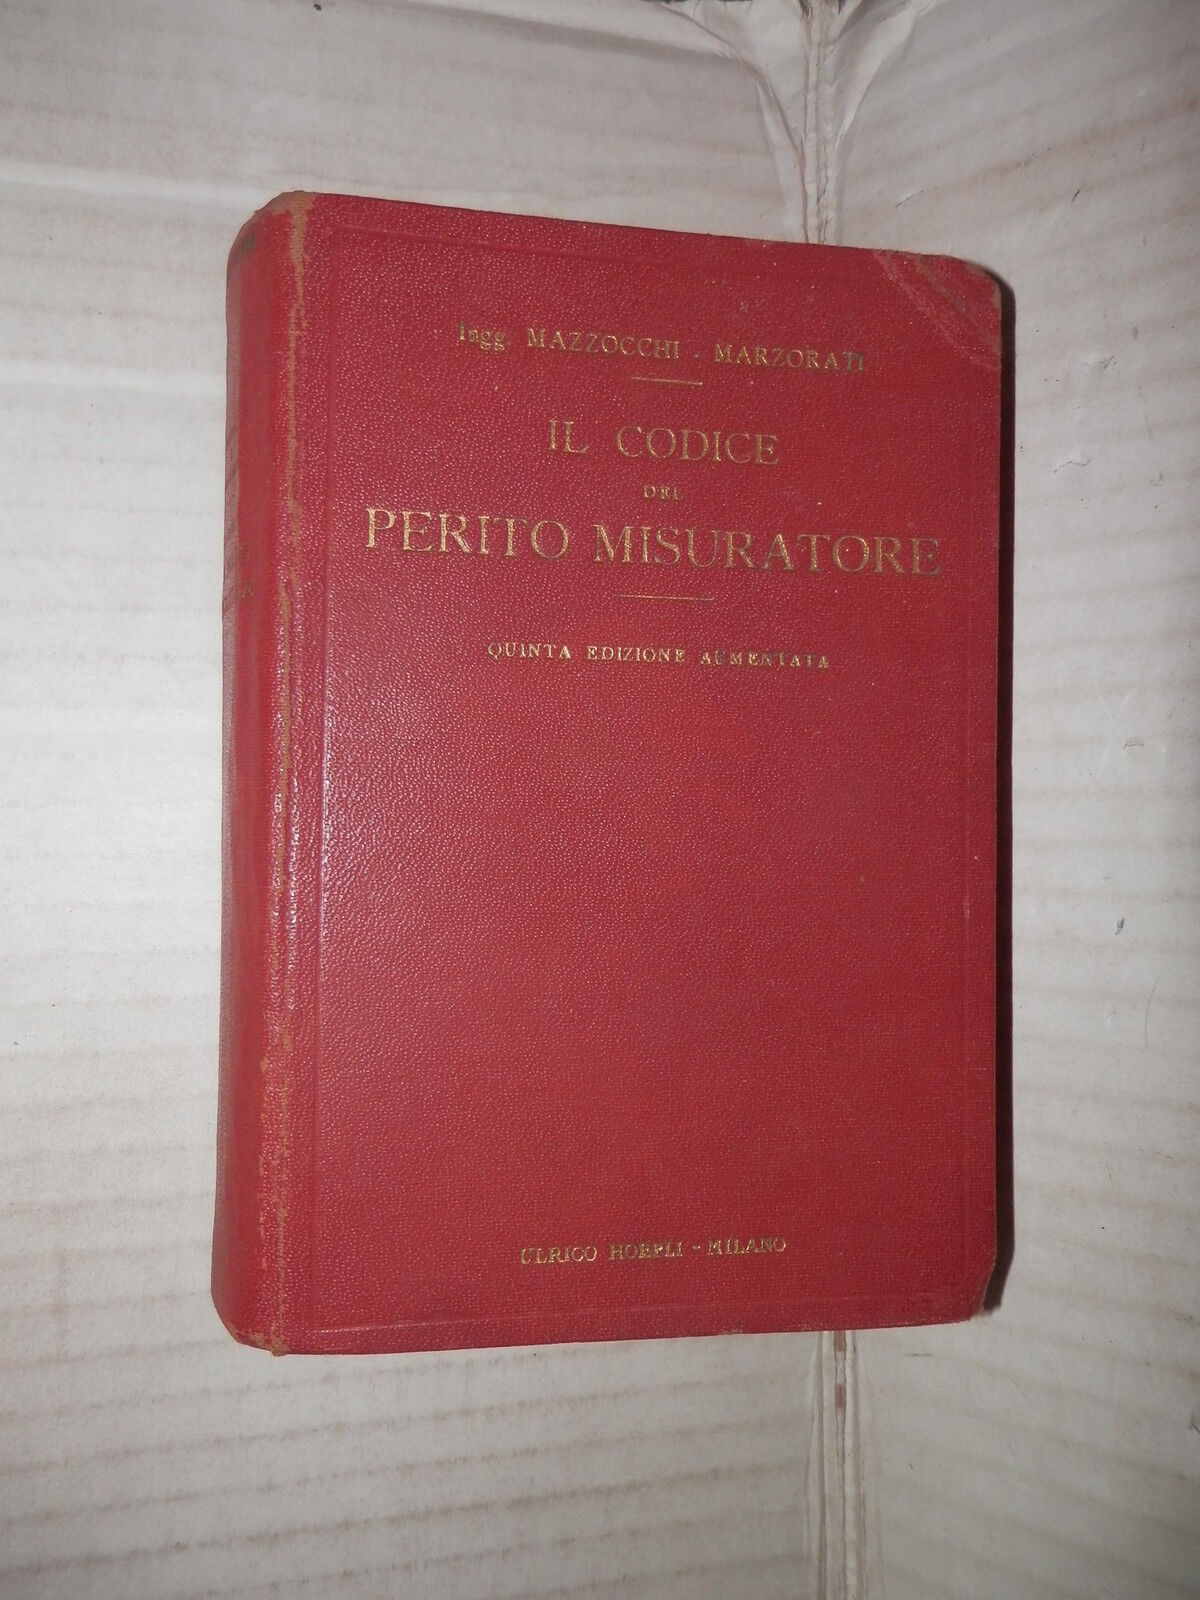 Ingg. MAZZOCCHI - MARZORATI
IL CODICE
DEL
PERITO MISURATORE
QUINTA EDIZIONE AUMENTATA
ULRICO HOEPLI - MILANO